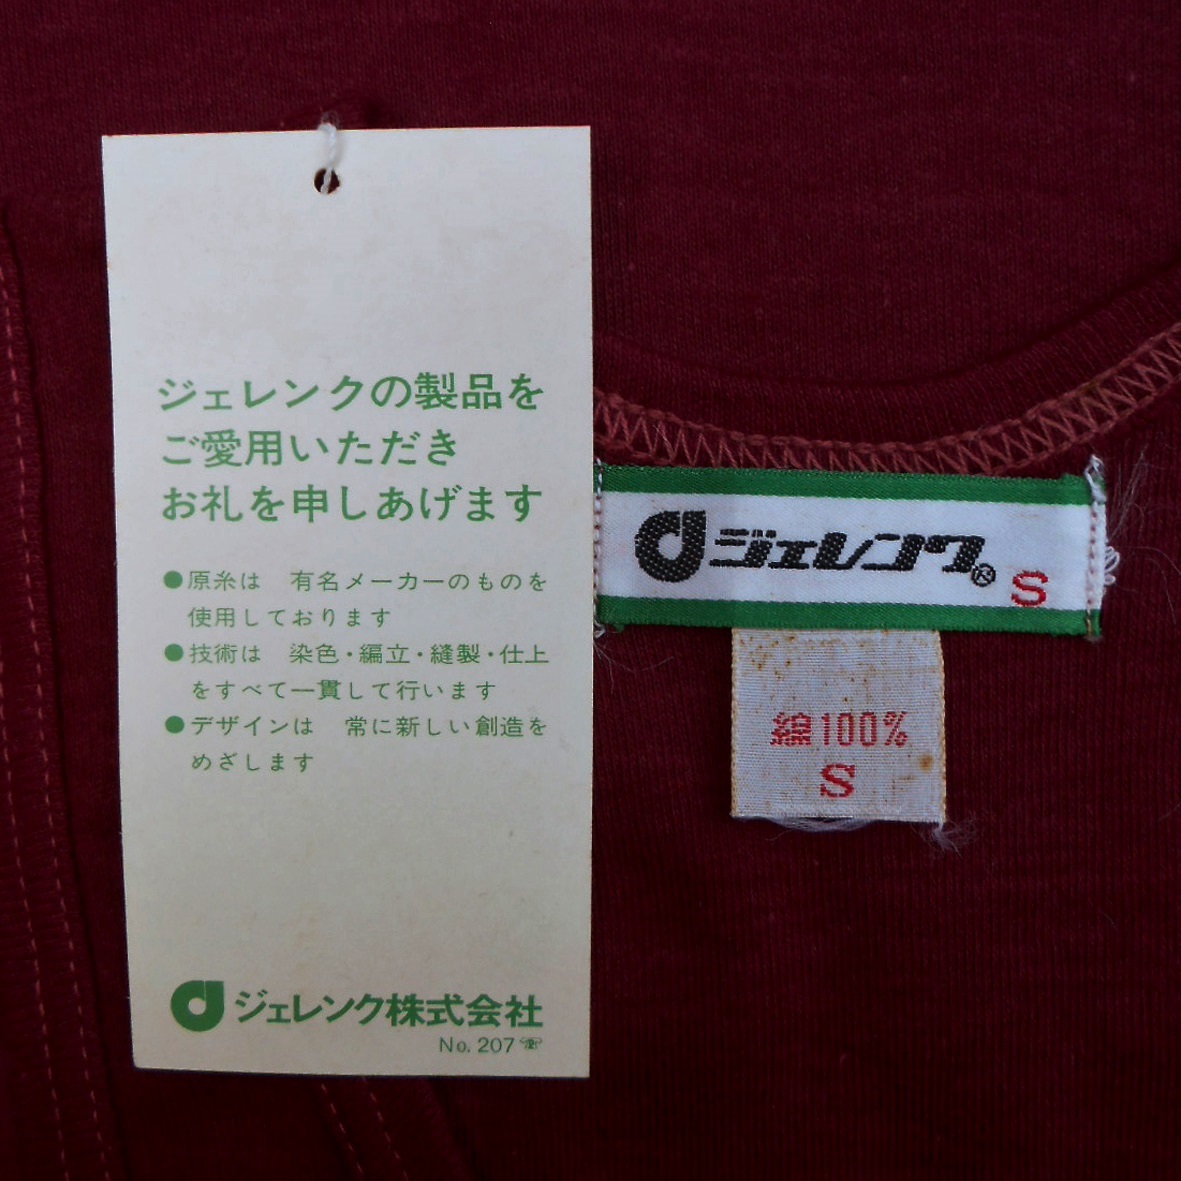 ジェレンクの製品を
ご愛用いただき
お礼を申しあげます
●原糸は 有名メーカーのものを
使用しております
●技術は 染色・編立・縫製・仕上
をすべて一貫して行います
●デザインは 常に新しい創造を
めざします
ジェレンク株式会社
No. 207
ジェレンク® S
綿100%
S